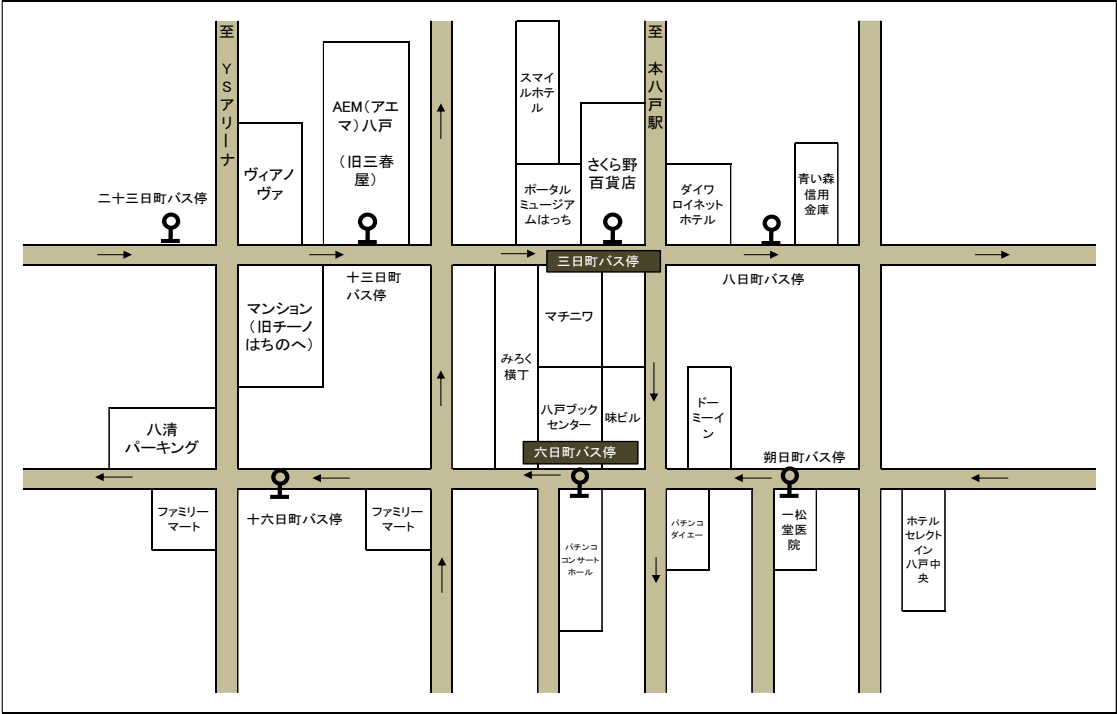 至 YSアリーナ
至 本八戸駅
スマイ
ルホテ
ル
AEM(アエ
マ)八戸
(旧三春
屋)
ヴィアノ
ヴァ
さくら野
百貨店
ポータル
ミュージア
ムはっち
ダイワ
ロイネット
ホテル
青い森
信用
金庫
二十三日町バス停
三日町バス停
十三日町
バス停
八日町バス停
マンション
(旧チーノ
はちのへ)
マチニワ
みろく
横丁
八戸ブック
センター
味ビル
ドー
ミーイ
ン
八清
パーキング
六日町バス停
朔日町バス停
ファミリー
マート
十六日町バス停
ファミリー
マート
パチンコ
コンサート
ホール
パチンコ
ダイエー
一松
堂医
院
ホテル
セレクト
イン
八戸中
央